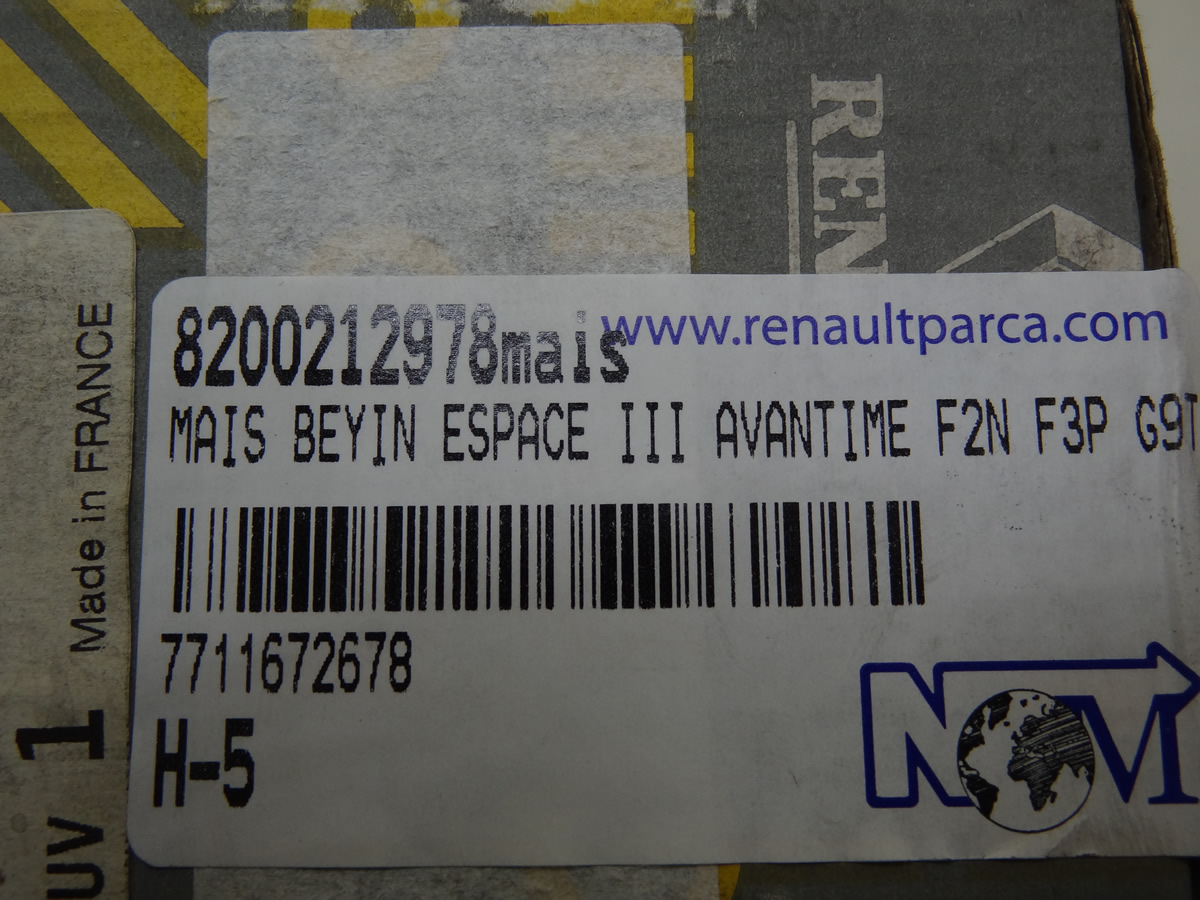 REN
8200212978mais
www.renaultparca.com
MAIS BEYIN ESPACE III AVANTIME F2N F3P G9T
7711672678
H-5
NOVI
Made in FRANCE
UV 1